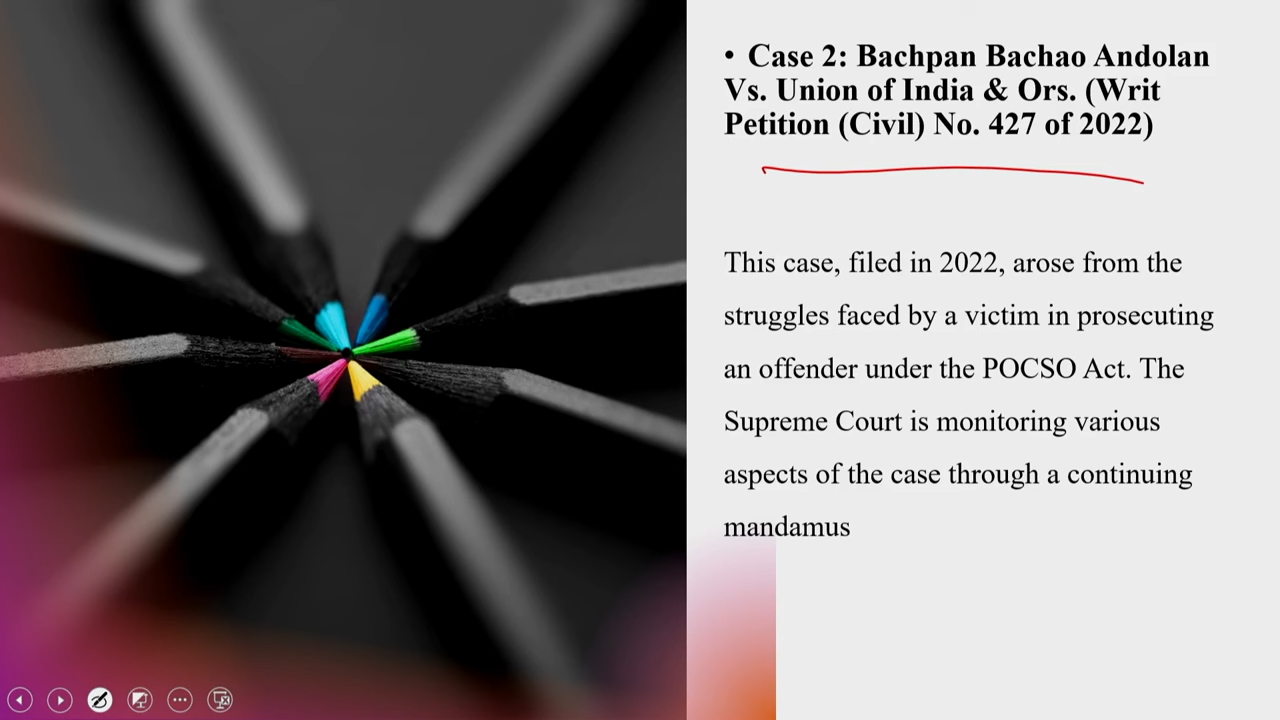 • Case 2: Bachpan Bachao Andolan
Vs. Union of India & Ors. (Writ
Petition (Civil) No. 427 of 2022)
This case, filed in 2022, arose from the
struggles faced by a victim in prosecuting
an offender under the POCSO Act. The
Supreme Court is monitoring various
aspects of the case through a continuing
mandamus